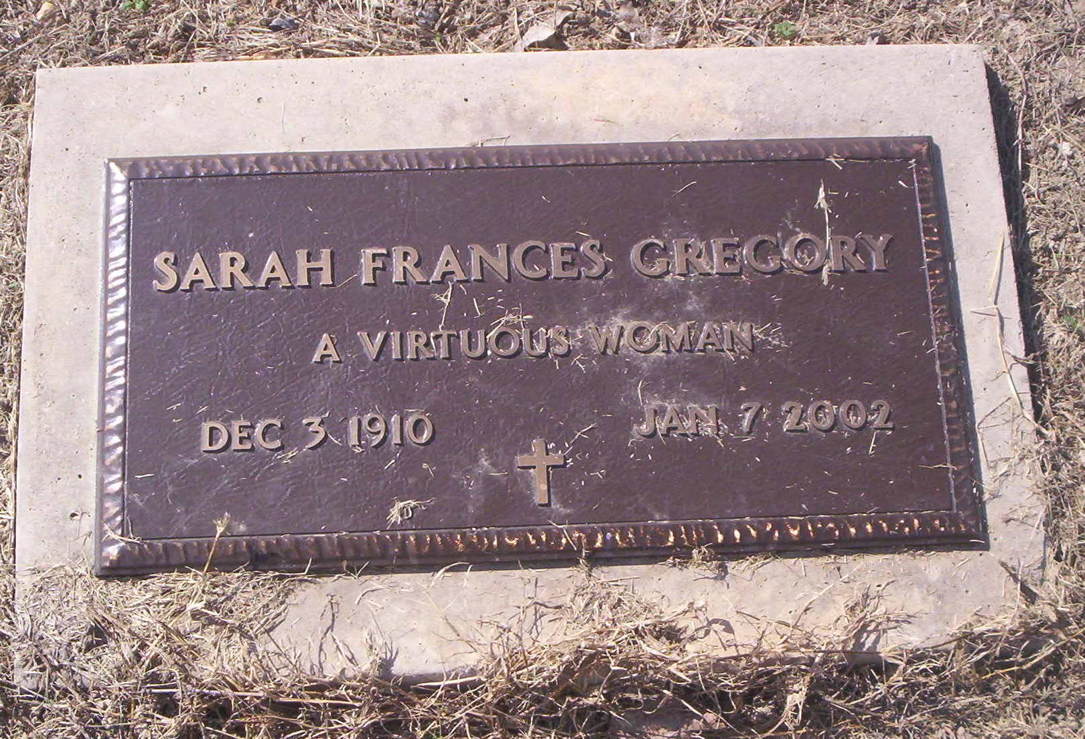 SARAH FRANCES GREGORY
A VIRTUOUS WOMAN
DEC 3 1910 JAN 7 2002